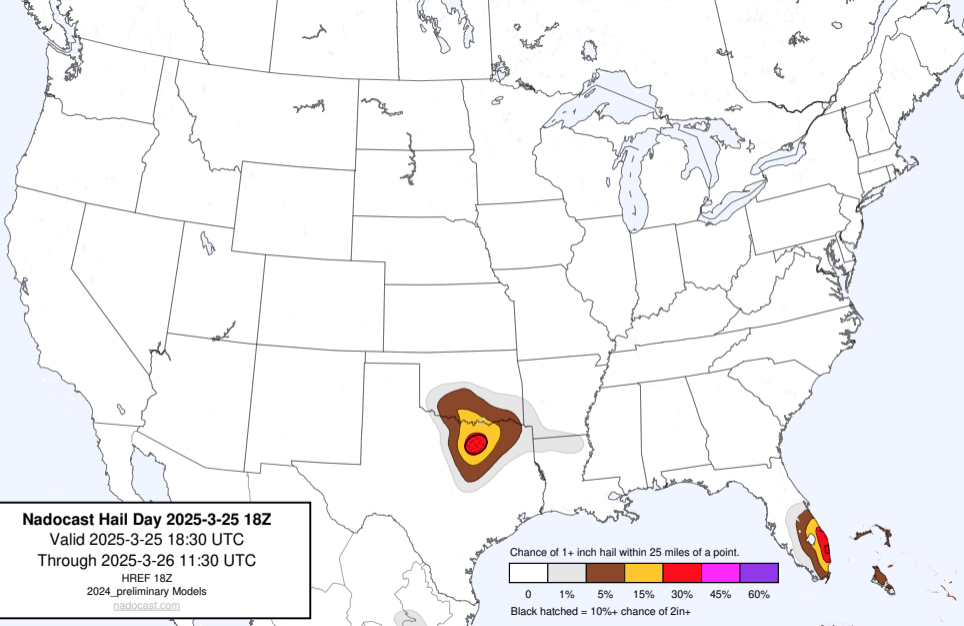 Nadocast Hail Day 2025-3-25 18Z
Valid 2025-3-25 18:30 UTC
Through 2025-3-26 11:30 UTC
HREF 18Z
2024_preliminary Models
nadocast.com
Chance of 1+ inch hail within 25 miles of a point.
0 1% 5% 15% 30% 45% 60%
Black hatched = 10%+ chance of 2in+